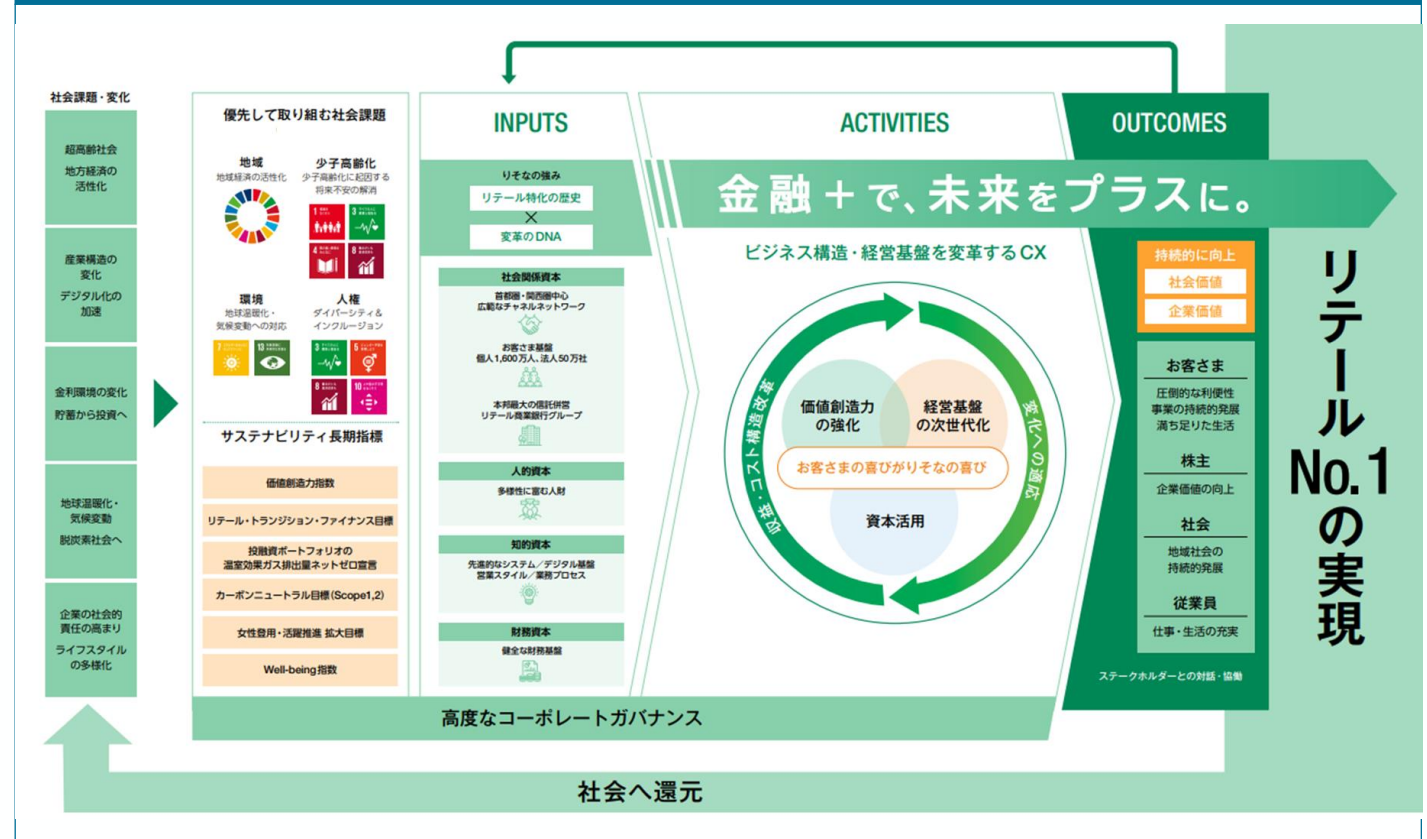 社会課題・変化
超高齢社会
地方経済の
活性化
産業構造の
変化
デジタル化の
加速
金利環境の変化
貯蓄から投資へ
地球温暖化・
気候変動
脱炭素社会へ
企業の社会的
責任の高まり
ライフスタイル
の多様化
優先して取り組む社会課題
地域
地域経済の活性化
少子高齢化
少子高齢化に起因する
将来不安の解消
1
3
4
8
環境
地球温暖化・
気候変動への対応
7
13
人権
ダイバーシティ＆
インクルージョン
3
5
8
10
サステナビリティ長期指標
価値創造力指数
リテール・トランジション・ファイナンス目標
投融資ポートフォリオの
温室効果ガス排出量ネットゼロ宣言
カーボンニュートラル目標（Scope1,2）
女性登用・活躍推進 拡大目標
Well-being指数
INPUTS
りそなの強み
リテール特化の歴史
×
変革のDNA
社会関係資本
首都圏・関西圏中心
広範なチャネルネットワーク
お客さま基盤
個人1,600万人、法人50万社
本邦最大の信託併営
リテール商業銀行グループ
人的資本
多様性に富む人財
知的資本
先進的なシステム／デジタル基盤
営業スタイル／業務プロセス
財務資本
健全な財務基盤
ACTIVITIES
金融＋で、未来をプラスに。
ビジネス構造・経営基盤を変革するCX
収益・コスト構造改革
変化への適応
価値創造力
の強化
経営基盤
の次世代化
お客さまの喜びがりそなの喜び
資本活用
OUTCOMES
持続的に向上
社会価値
企業価値
お客さま
圧倒的な利便性
事業の持続的発展
満ち足りた生活
株主
企業価値の向上
社会
地域社会の
持続的発展
従業員
仕事・生活の充実
ステークホルダーとの対話・協働
リテールNo.1の実現
高度なコーポレートガバナンス
社会へ還元